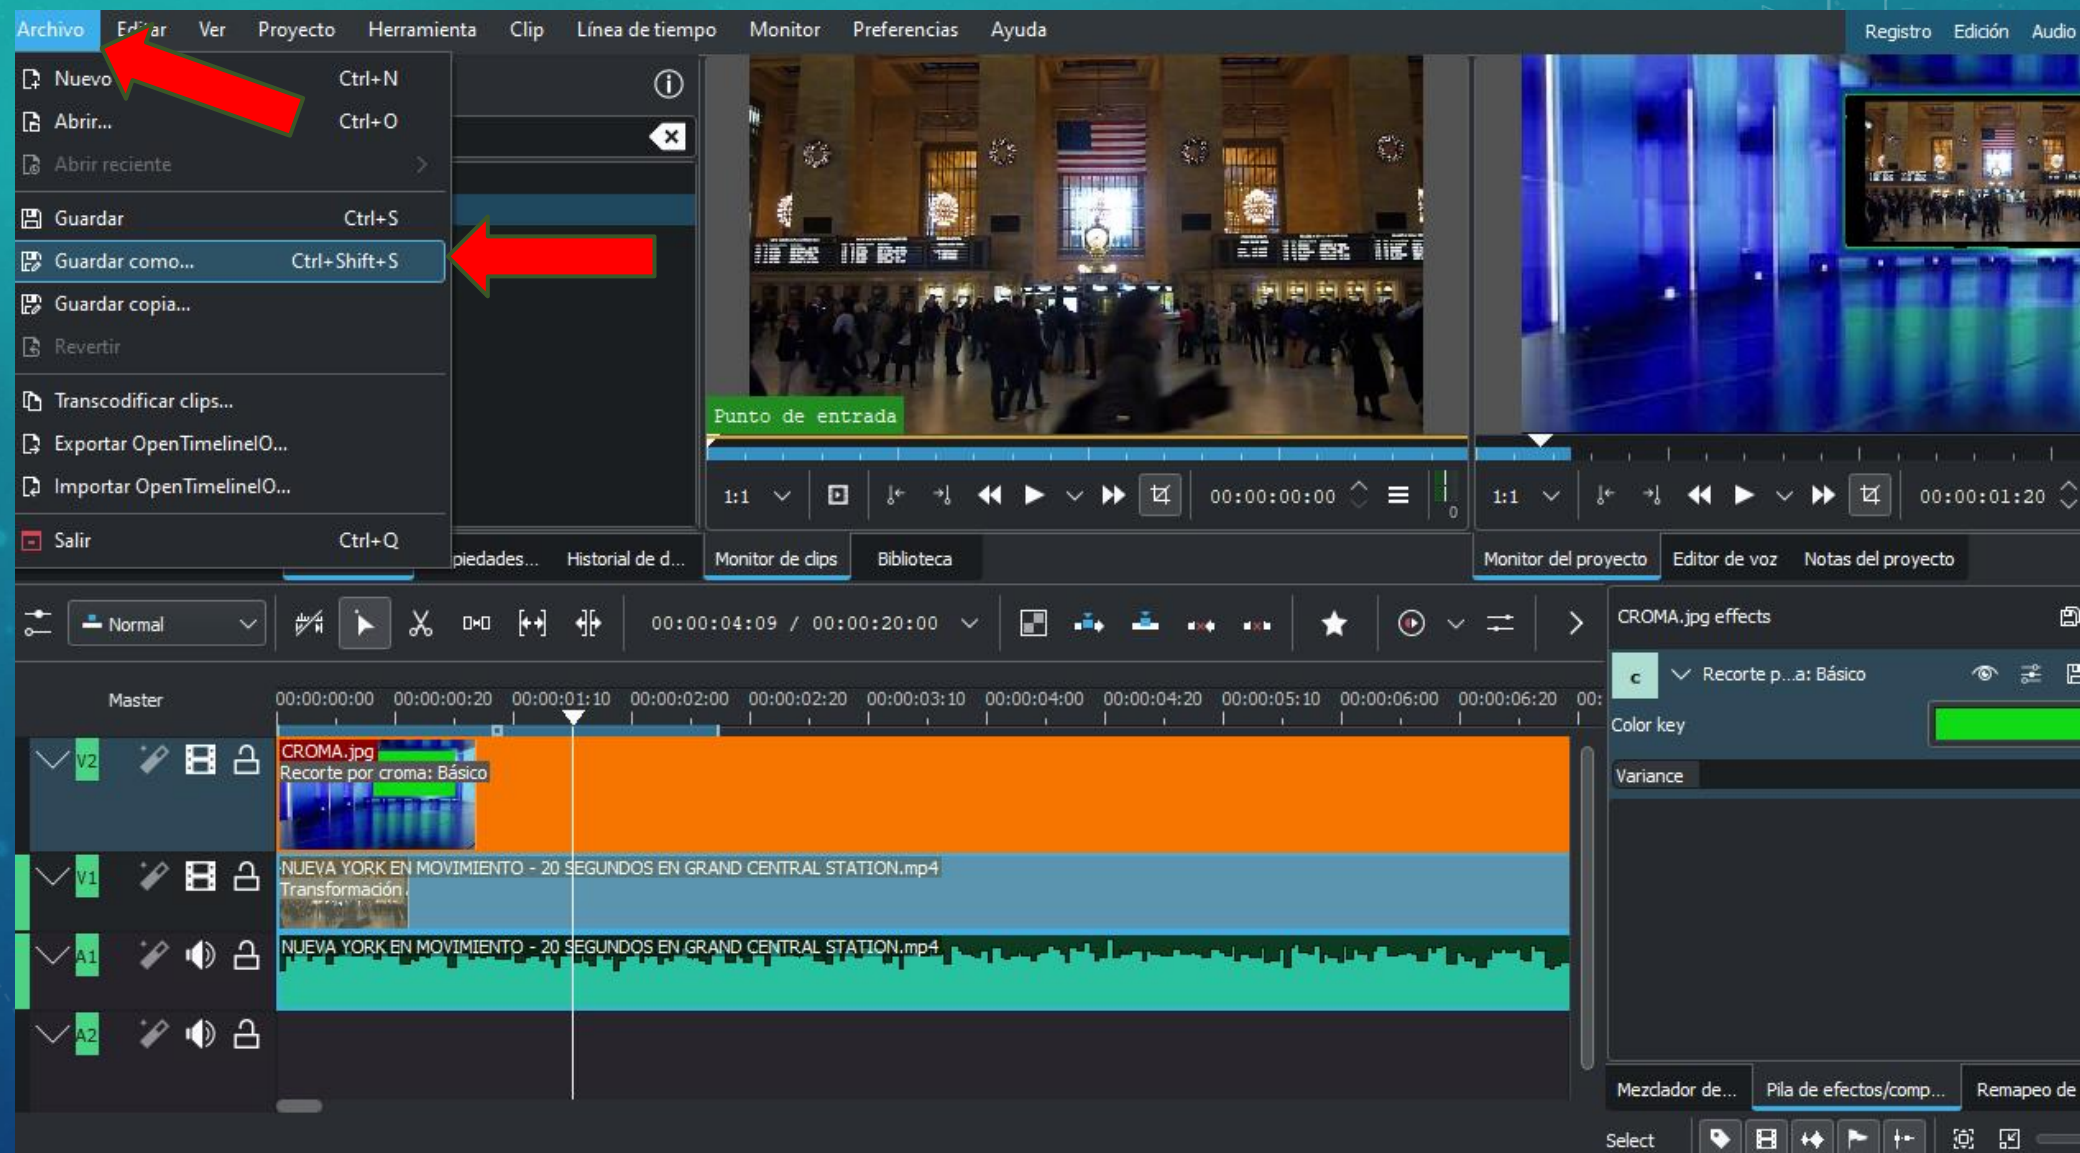 Archivo Editar Ver Proyecto Herramienta Clip Línea de tiempo Monitor Preferencias Ayuda
Registro Edición Audio
Nuevo Ctrl+N
Abrir... Ctrl+O
Abrir reciente
Guardar Ctrl+S
Guardar como... Ctrl+Shift+S
Guardar copia...
Revertir
Transcodificar clips...
Exportar OpenTimelineIO...
Importar OpenTimelineIO...
Salir Ctrl+Q
Punto de entrada
1:1 00:00:00:00 0
1:1 00:00:01:20
piedades... Historial de d... Monitor de clips Biblioteca
Monitor del proyecto Editor de voz Notas del proyecto
Normal 00:00:04:09 / 00:00:20:00
CROMA.jpg effects
c Recorte p...a: Básico
Color key
Variance
Master 00:00:00:00 00:00:00:20 00:00:01:10 00:00:02:00 00:00:02:20 00:00:03:10 00:00:04:00 00:00:04:20 00:00:05:10 00:00:06:00 00:00:06:20 00:
V2 CROMA.jpg
Recorte por croma: Básico
V1 NUEVA YORK EN MOVIMIENTO - 20 SEGUNDOS EN GRAND CENTRAL STATION.mp4
Transformación
A1 NUEVA YORK EN MOVIMIENTO - 20 SEGUNDOS EN GRAND CENTRAL STATION.mp4
A2
Mezclador de... Pila de efectos/comp... Remapeo de
Select